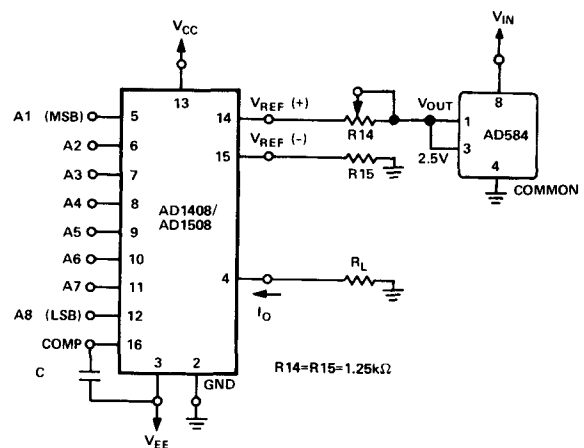 VCC
VIN
13
8
A1 (MSB) 5
14 VREF (+)
R14
VOUT
1
AD584
A2 6
15 VREF (-)
R15
2.5V
3
4
COMMON
A3 7
A4 8
AD1408/
AD1508
A5 9
A6 10
A7 11
4
RL
IO
A8 (LSB) 12
COMP 16
C
3
2
GND
R14=R15=1.25kΩ
VEE